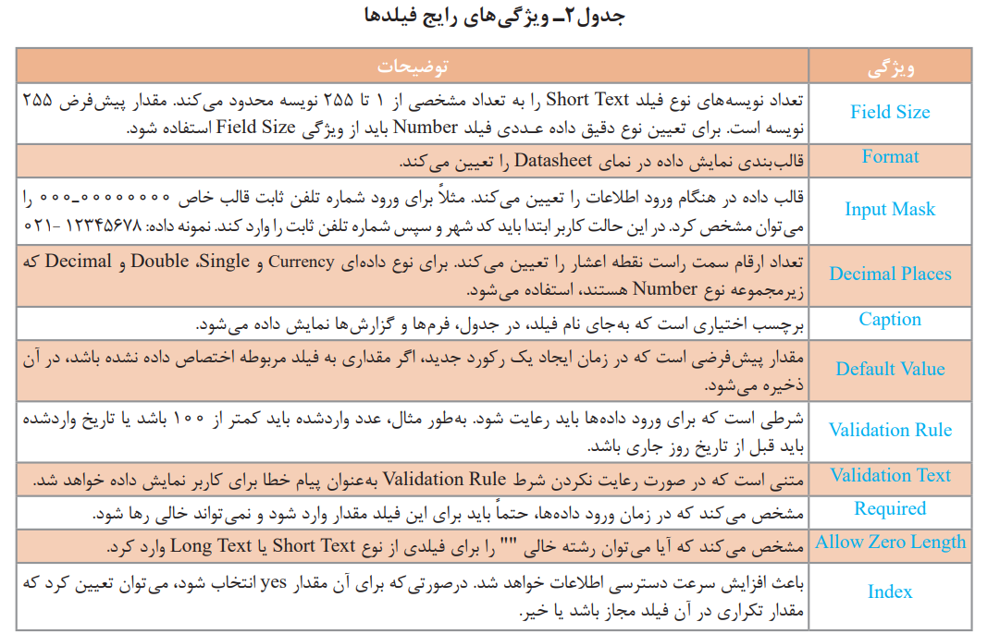 جدول۲ـ ویژگی‌های رایج فیلدها
ویژگی
توضیحات
Field Size
تعداد نویسه‌های نوع فیلد Short Text را به تعداد مشخصی از ۱ تا ۲۵۵ نویسه محدود می‌کند. مقدار پیش‌فرض ۲۵۵
نویسه است. برای تعیین نوع دقیق داده عـددی فیلد Number باید از ویژگی Field Size استفاده شود.
Format
قالب‌بندی نمایش داده در نمای Datasheet را تعیین می‌کند.
Input Mask
قالب داده در هنگام ورود اطلاعات را تعیین می‌کند. مثلاً برای ورود شماره تلفن ثابت قالب خاص ۰۰۰ـ۰۰۰۰۰۰۰۰ را
می‌توان مشخص کرد. در این حالت کاربر ابتدا باید کد شهر و سپس شماره تلفن ثابت را وارد کند. نمونه داده: ۱۲۳۴۵۶۷۸ –۰۲۱
Decimal Places
تعداد ارقام سمت راست نقطه اعشار را تعیین می‌کند. برای نوع داده‌ای Currency و Single، Double و Decimal که
زیرمجموعه نوع Number هستند، استفاده می‌شود.
Caption
برچسب اختیاری است که به‌جای نام فیلد، در جدول، فرم‌ها و گزارش‌ها نمایش داده می‌شود.
Default Value
مقدار پیش‌فرضی است که در زمان ایجاد یک رکورد جدید، اگر مقداری به فیلد مربوطه اختصاص داده نشده باشد، در آن
ذخیره می‌شود.
Validation Rule
شرطی است که برای ورود داده‌ها باید رعایت شود. به‌طور مثال، عدد واردشده باید کمتر از ۱۰۰ باشد یا تاریخ واردشده
باید قبل از تاریخ روز جاری باشد.
Validation Text
متنی است که در صورت رعایت نکردن شرط Validation Rule به‌عنوان پیام خطا برای کاربر نمایش داده خواهد شد.
Required
مشخص می‌کند که در زمان ورود داده‌ها، حتماً باید برای این فیلد مقدار وارد شود و نمی‌تواند خالی رها شود.
Allow Zero Length
مشخص می‌کند که آیا می‌توان رشته خالی "" را برای فیلدی از نوع Short Text یا Long Text وارد کرد.
Index
باعث افزایش سرعت دسترسی اطلاعات خواهد شد. درصورتی‌که برای آن مقدار yes انتخاب شود، می‌توان تعیین کرد که
مقدار تکراری در آن فیلد مجاز باشد یا خیر.